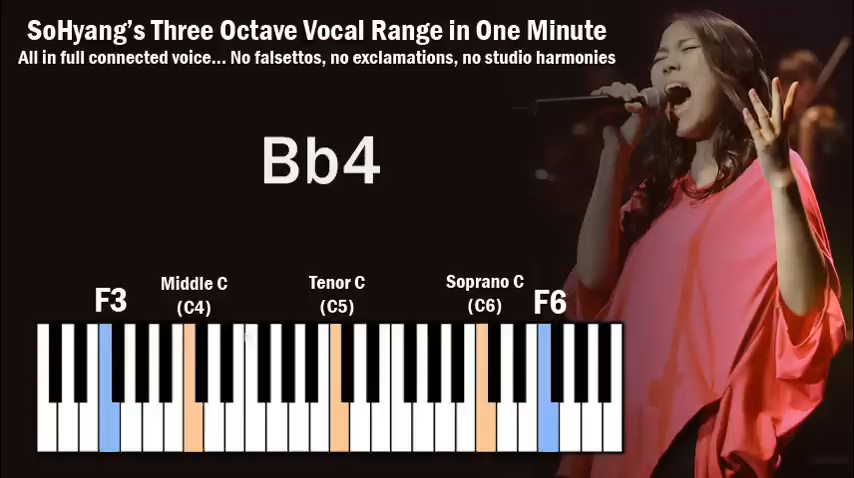 SoHyang's Three Octave Vocal Range in One Minute
All in full connected voice... No falsettos, no exclamations, no studio harmonies
Bb4
F3
Middle C
(C4)
Tenor C
(C5)
Soprano C
(C6)
F6